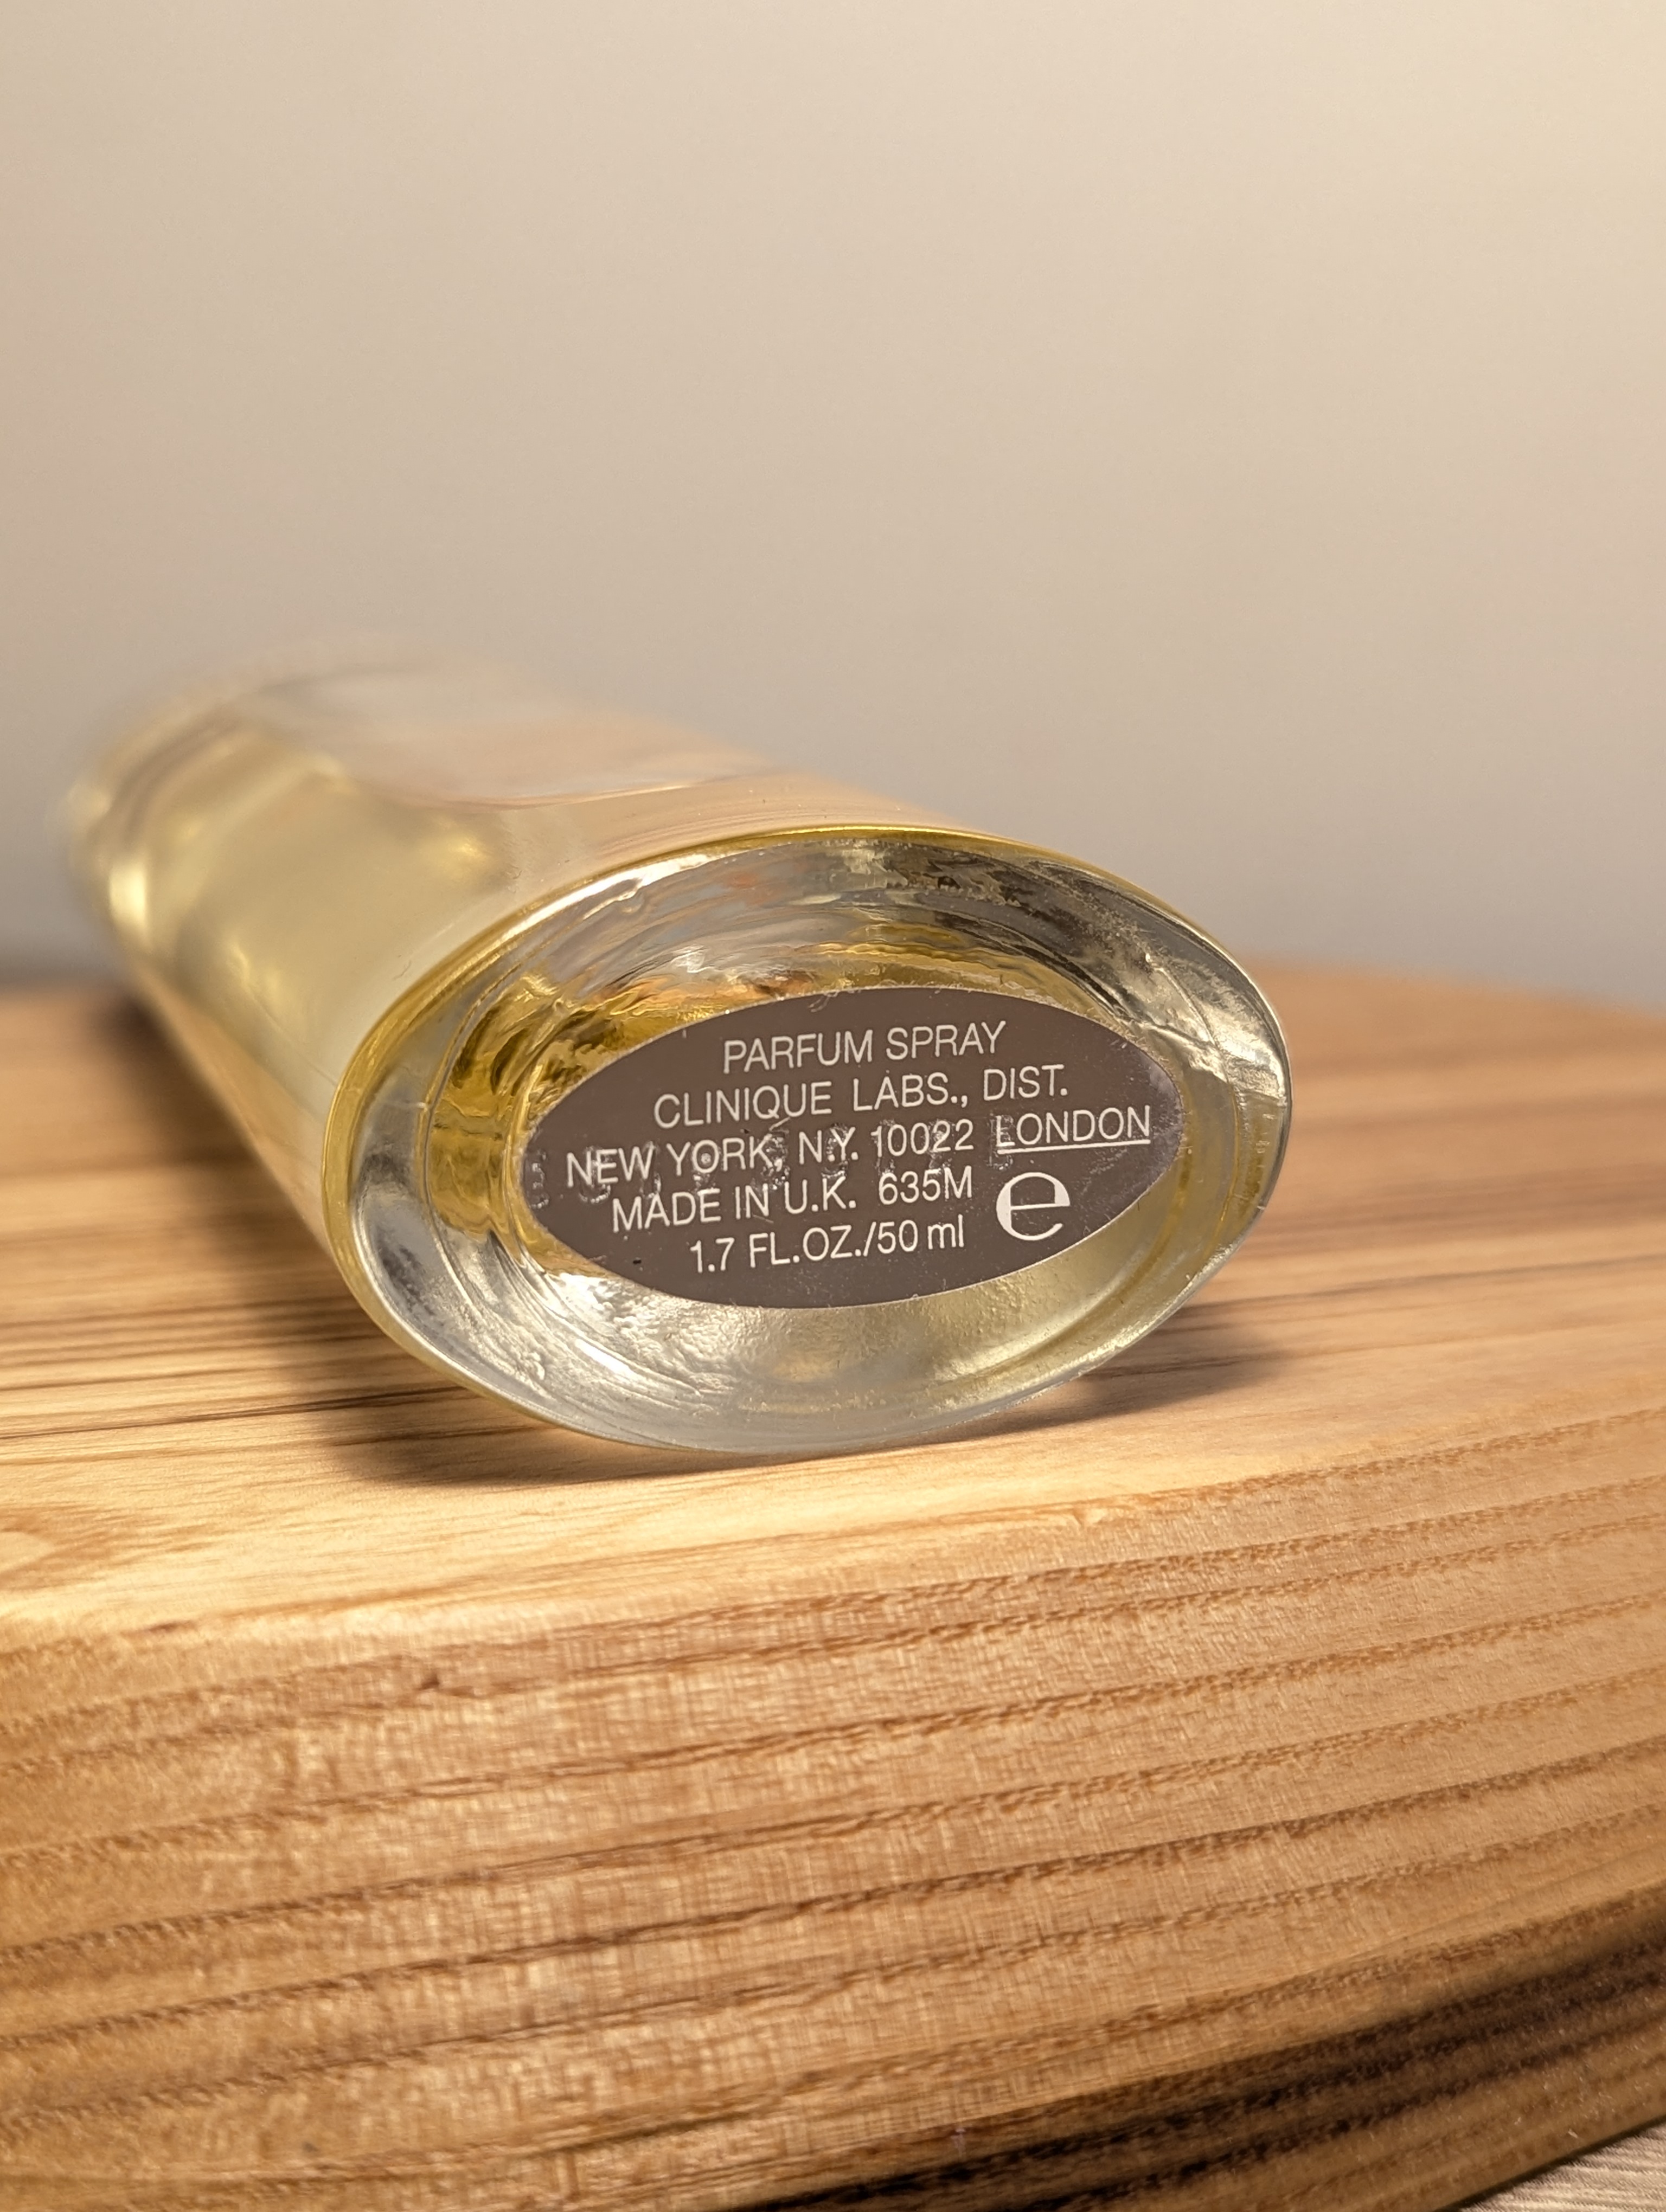 PARFUM SPRAY
CLINIQUE LABS., DIST.
NEW YORK, N.Y. 10022 LONDON
MADE IN U.K. 635M
1.7 FL.OZ./50 ml e